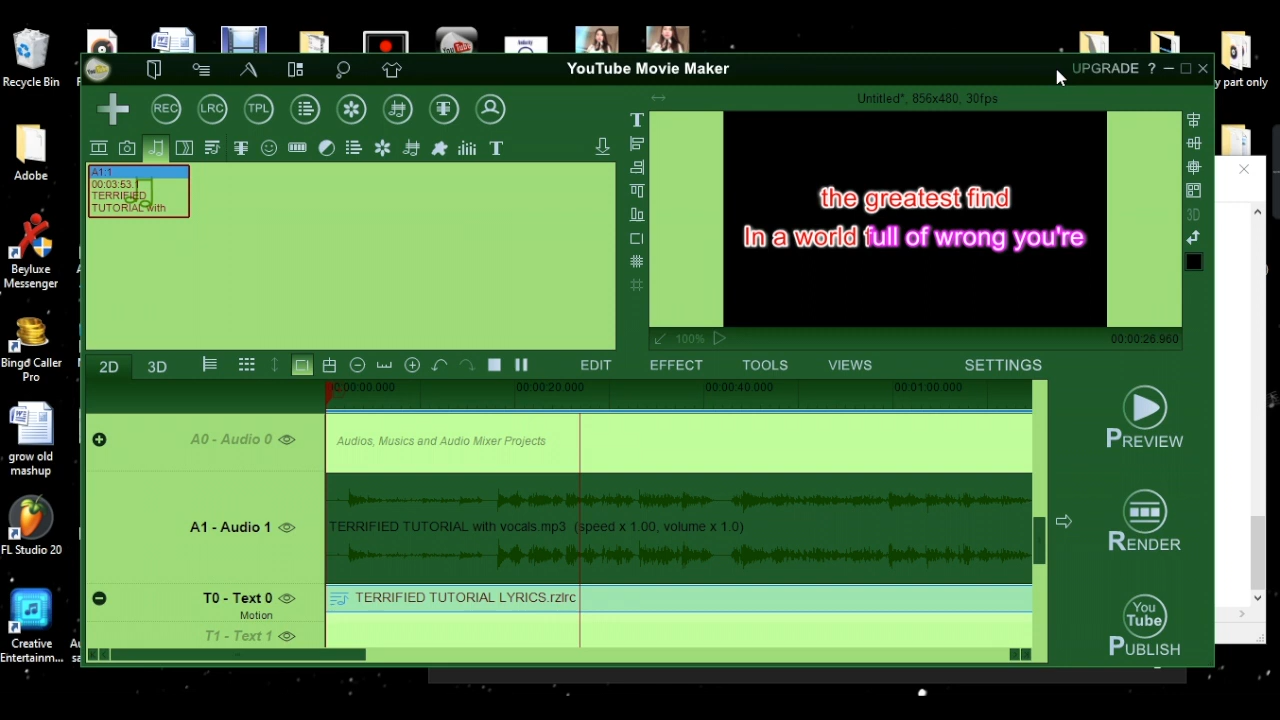 Recycle Bin
Adobe
Beyluxe
Messenger
Bingd Caller
Pro
grow old
mashup
FL Studio 20
Creative
Entertainm...
YouTube Movie Maker
UPGRADE ?
y part only
REC
LRC
TPL
Untitled*, 856x480, 30fps
A1:1
00:03:53.
TERRIFIED
TUTORIAL with
the greatest find
In a world full of wrong you're
100%
00:00:26.960
3D
2D
3D
EDIT
EFFECT
TOOLS
VIEWS
SETTINGS
00:00:00.000
00:00:20.000
00:00:40.000
00:01:00.000
A0 - Audio 0
Audios, Musics and Audio Mixer Projects
A1 - Audio 1
TERRIFIED TUTORIAL with vocals.mp3 (speed x 1.00, volume x 1.0)
T0 - Text 0
Motion
TERRIFIED TUTORIAL LYRICS.rzlrc
T1 - Text 1
PREVIEW
RENDER
You
Tube
PUBLISH